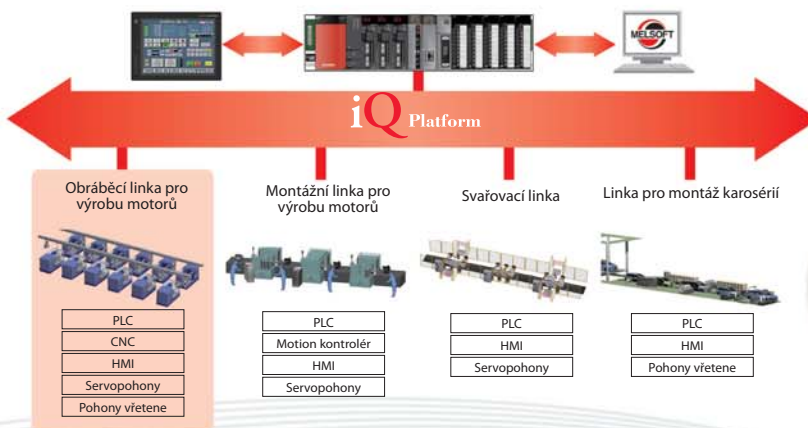 MELSOFT
iQ Platform
Obráběcí linka pro
výrobu motorů
PLC
CNC
HMI
Servopohony
Pohony vřetene
Montážní linka pro
výrobu motorů
PLC
Motion kontrolér
HMI
Servopohony
Svařovací linka
PLC
HMI
Servopohony
Linka pro montáž karosérií
PLC
HMI
Pohony vřetene